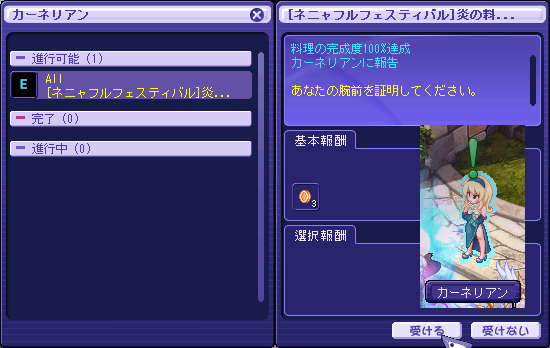 カーネリアン
進行可能 (1)
E
All
[ネニャフルフェスティバル]炎...
完了 (0)
進行中 (0)
[ネニャフルフェスティバル]炎の料...
料理の完成度100%達成
カーネリアンに報告
あなたの腕前を証明してください。
基本報酬
3
選択報酬
カーネリアン
受ける
受けない